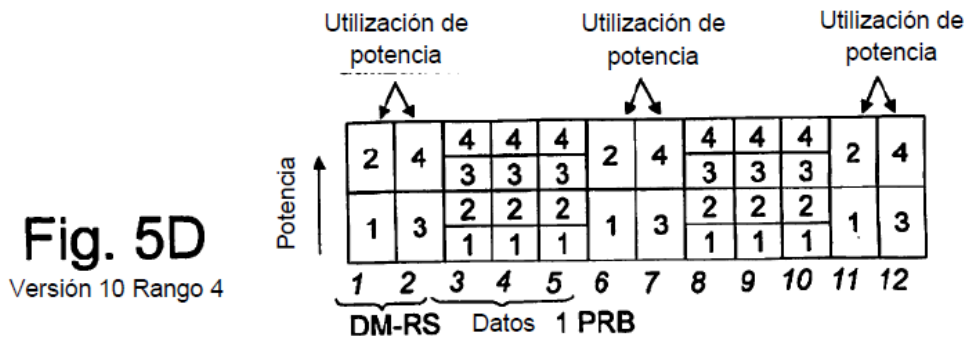 Utilización de potencia
Utilización de potencia
Utilización de potencia
Potencia
2 4 4 4 4 2 4 4 4 4 2 4
3 3 3 3 3 3
1 3 2 2 2 1 3 2 2 2 1 3
1 1 1 1 1 1
1 2 3 4 5 6 7 8 9 10 11 12
DM-RS Datos 1 PRB
Fig. 5D
Versión 10 Rango 4